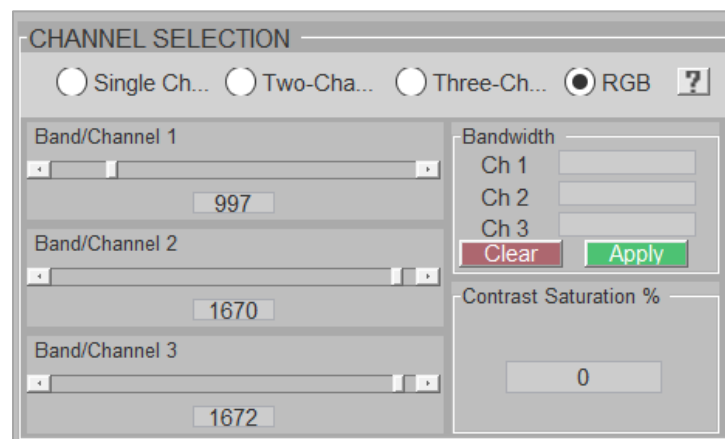 CHANNEL SELECTION
Single Ch... Two-Cha... Three-Ch... RGB ?
Band/Channel 1
997
Band/Channel 2
1670
Band/Channel 3
1672
Bandwidth
Ch 1
Ch 2
Ch 3
Clear Apply
Contrast Saturation %
0